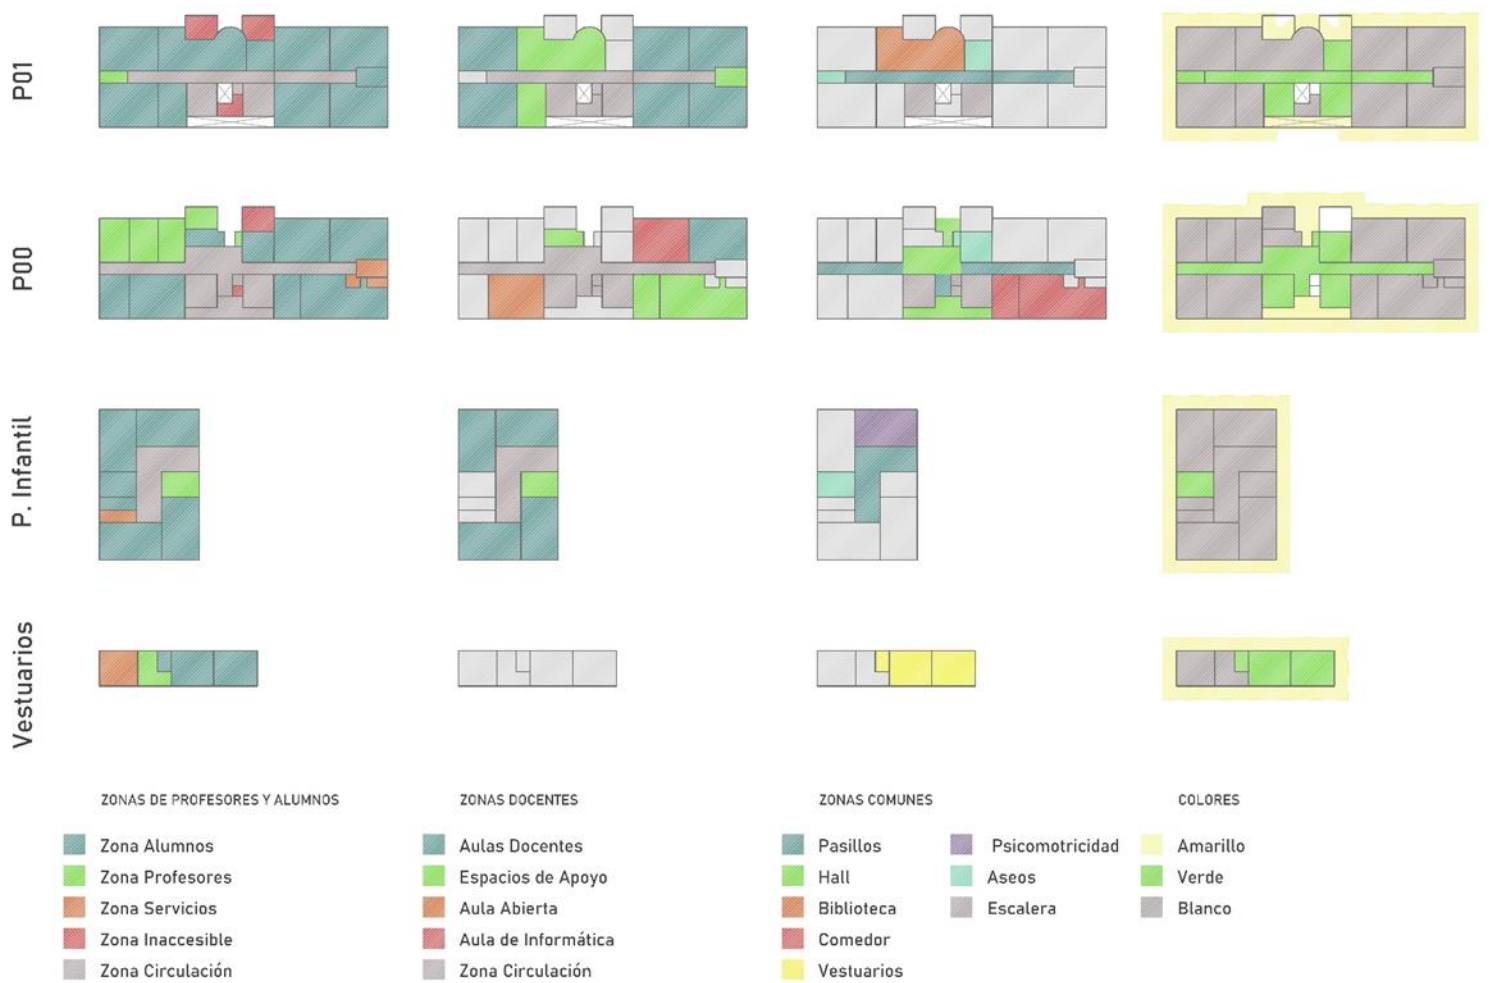 P01
P00
P. Infantil
Vestuarios
ZONAS DE PROFESORES Y ALUMNOS
Zona Alumnos
Zona Profesores
Zona Servicios
Zona Inaccesible
Zona Circulación
ZONAS DOCENTES
Aulas Docentes
Espacios de Apoyo
Aula Abierta
Aula de Informática
Zona Circulación
ZONAS COMUNES
Pasillos
Hall
Biblioteca
Comedor
Vestuarios
Psicomotricidad
Aseos
Escalera
COLORES
Amarillo
Verde
Blanco